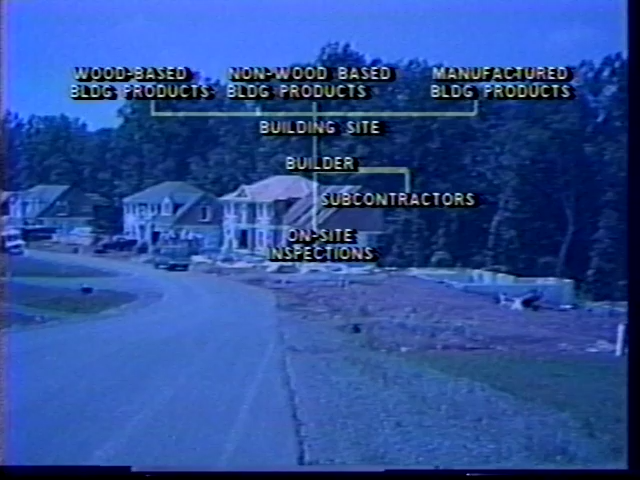 WOOD-BASED NON-WOOD BASED MANUFACTURED
BLDG PRODUCTS BLDG PRODUCTS BLDG PRODUCTS
BUILDING SITE
BUILDER
SUBCONTRACTORS
ON-SITE
INSPECTIONS